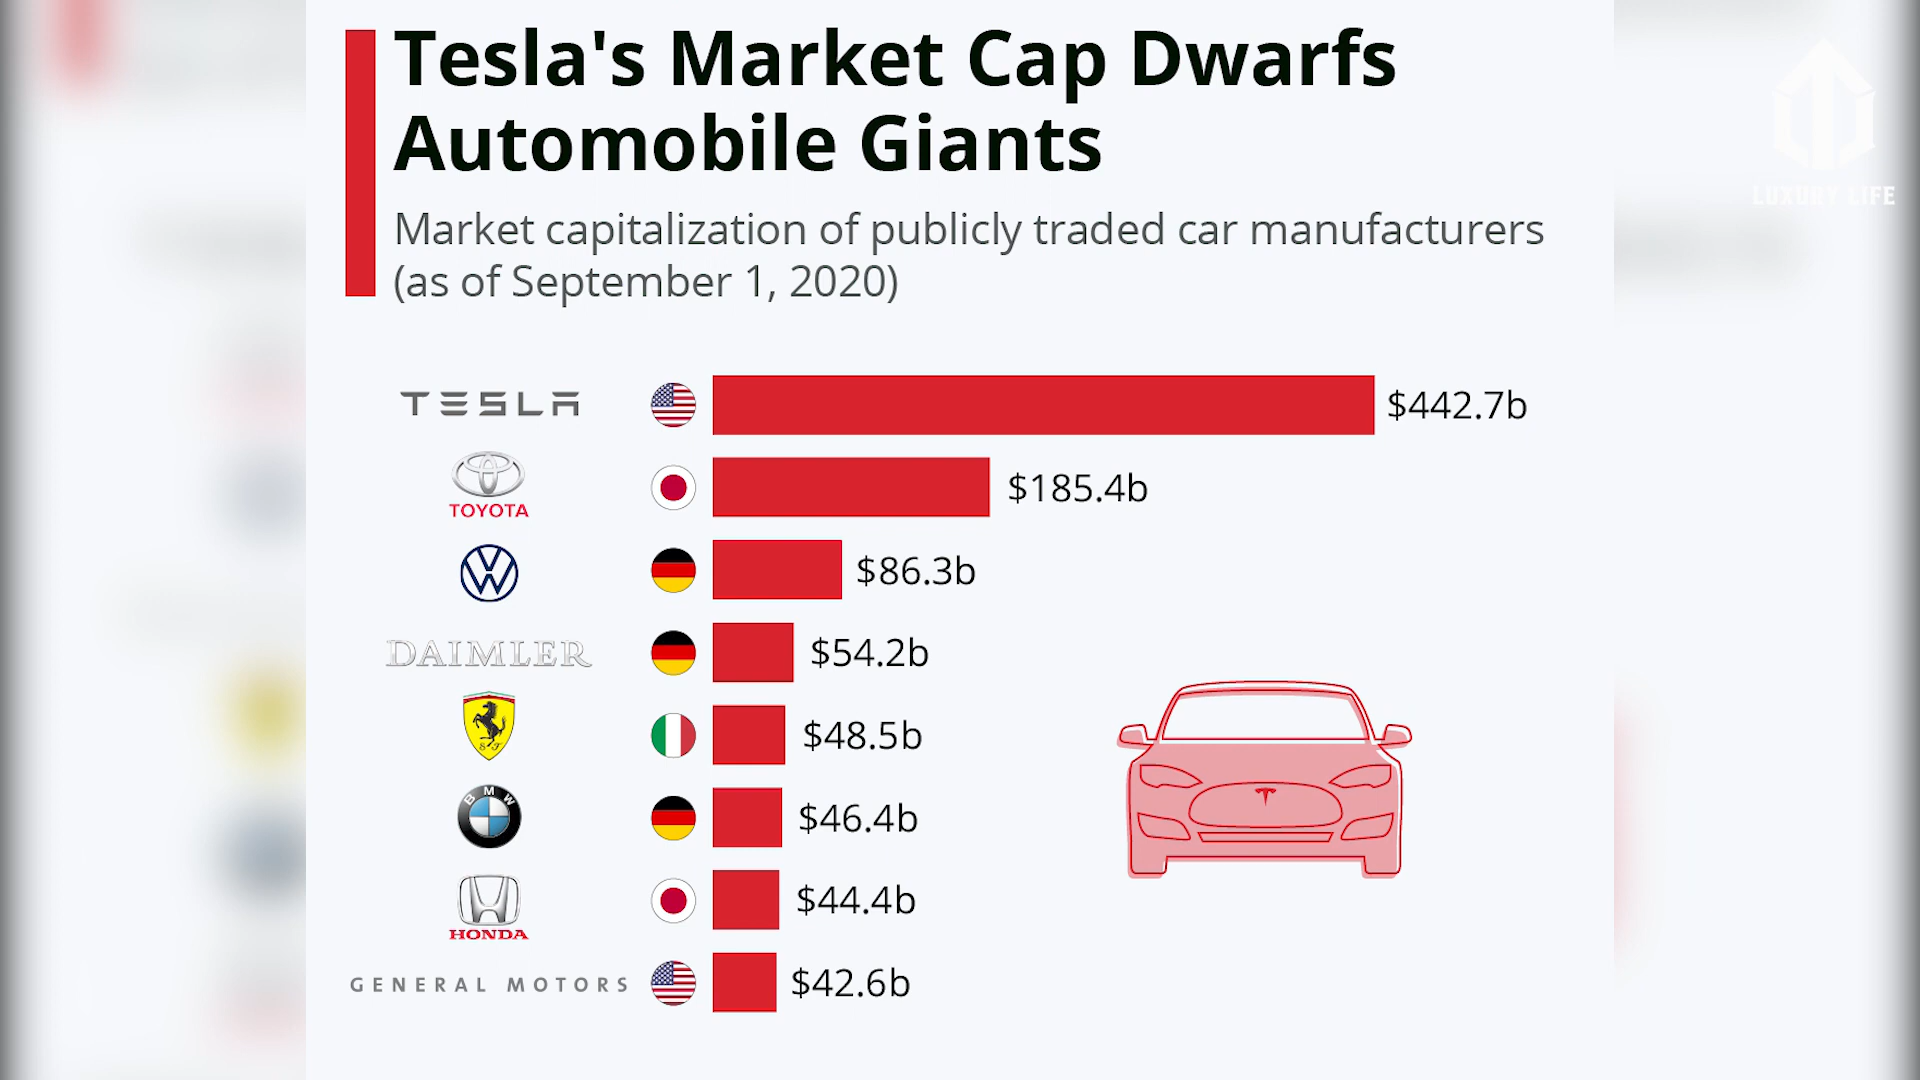 Tesla's Market Cap Dwarfs
Automobile Giants
Market capitalization of publicly traded car manufacturers
(as of September 1, 2020)
LUXURY LIFE
TESLA
$442.7b
TOYOTA
$185.4b
VW
$86.3b
DAIMLER
$54.2b
S F
$48.5b
BMW
$46.4b
HONDA
$44.4b
GENERAL MOTORS
$42.6b